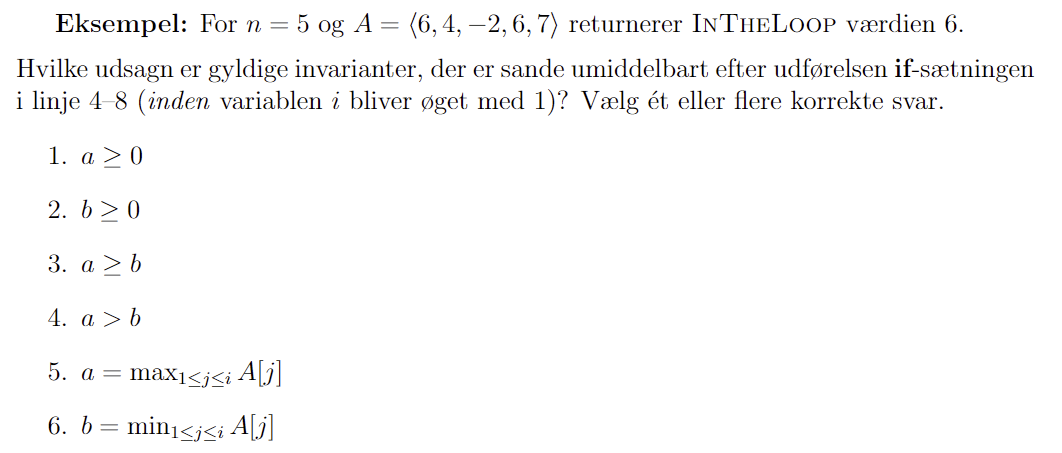 Eksempel: For n = 5 og A = ⟨6, 4, −2, 6, 7⟩ returnerer INTHELOOP værdien 6.
Hvilke udsagn er gyldige invarianter, der er sande umiddelbart efter udførelsen if-sætningen
i linje 4–8 (inden variablen i bliver øget med 1)? Vælg ét eller flere korrekte svar.
1. a ≥ 0
2. b ≥ 0
3. a ≥ b
4. a > b
5. a = max₁≤j≤i A[j]
6. b = min₁≤j≤i A[j]